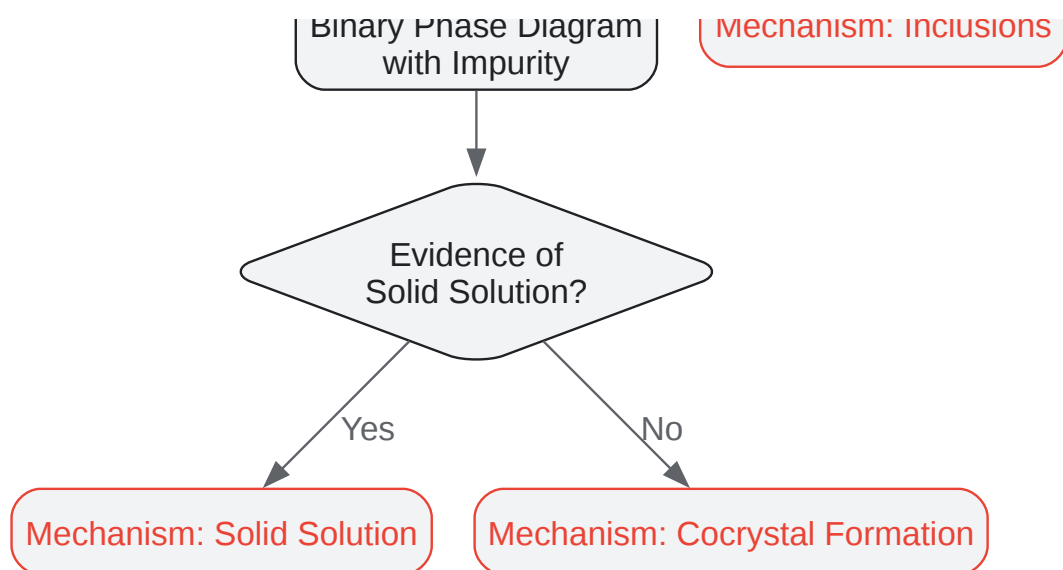 Binary Phase Diagram
with Impurity
Mechanism: Inclusions
Evidence of
Solid Solution?
Yes
No
Mechanism: Solid Solution
Mechanism: Cocrystal Formation